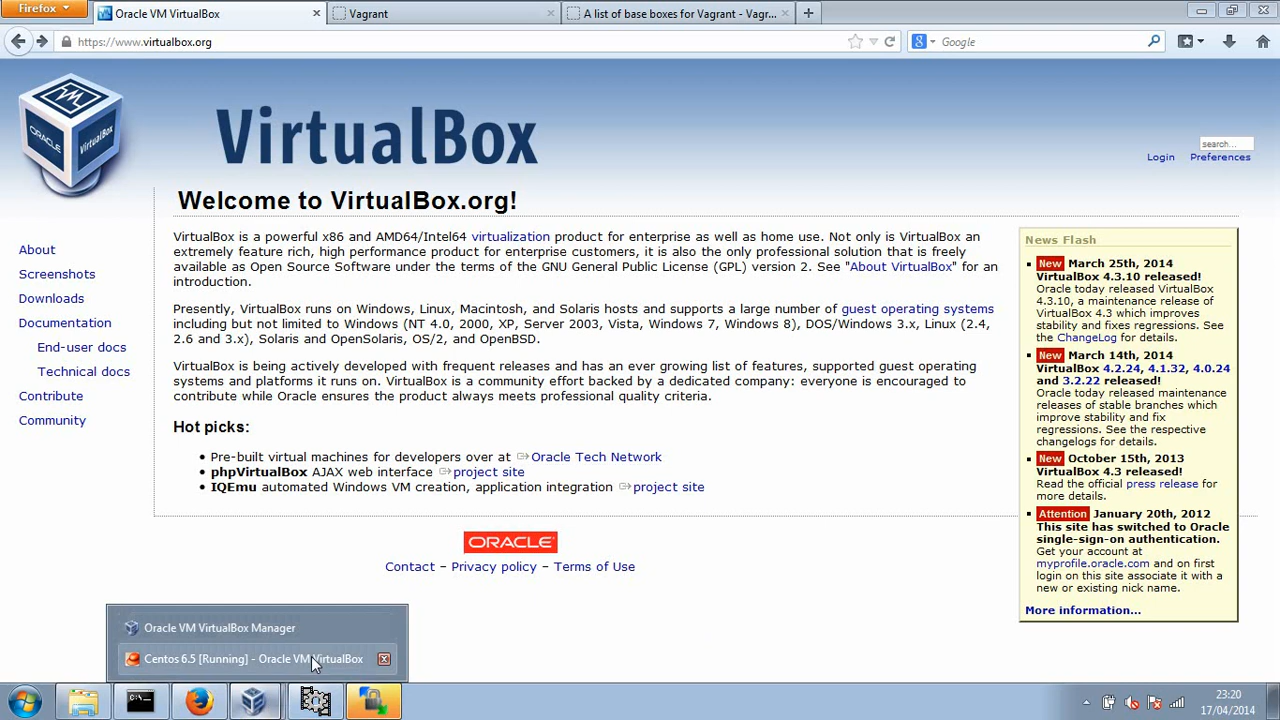 Firefox
Oracle VM VirtualBox
Vagrant
A list of base boxes for Vagrant - Vagr...
https://www.virtualbox.org
Google
ORACLE
VirtualBox
VirtualBox
search...
Login Preferences
Welcome to VirtualBox.org!
VirtualBox is a powerful x86 and AMD64/Intel64 virtualization product for enterprise as well as home use. Not only is VirtualBox an
extremely feature rich, high performance product for enterprise customers, it is also the only professional solution that is freely
available as Open Source Software under the terms of the GNU General Public License (GPL) version 2. See "About VirtualBox" for an
introduction.
Presently, VirtualBox runs on Windows, Linux, Macintosh, and Solaris hosts and supports a large number of guest operating systems
including but not limited to Windows (NT 4.0, 2000, XP, Server 2003, Vista, Windows 7, Windows 8), DOS/Windows 3.x, Linux (2.4,
2.6 and 3.x), Solaris and OpenSolaris, OS/2, and OpenBSD.
VirtualBox is being actively developed with frequent releases and has an ever growing list of features, supported guest operating
systems and platforms it runs on. VirtualBox is a community effort backed by a dedicated company: everyone is encouraged to
contribute while Oracle ensures the product always meets professional quality criteria.
Hot picks:
Pre-built virtual machines for developers over at Oracle Tech Network
phpVirtualBox AJAX web interface project site
IQEmu automated Windows VM creation, application integration project site
About
Screenshots
Downloads
Documentation
End-user docs
Technical docs
Contribute
Community
News Flash
New March 25th, 2014
VirtualBox 4.3.10 released!
Oracle today released VirtualBox
4.3.10, a maintenance release of
VirtualBox 4.3 which improves
stability and fixes regressions. See
the ChangeLog for details.
New March 14th, 2014
VirtualBox 4.2.24, 4.1.32, 4.0.24
and 3.2.22 released!
Oracle today released maintenance
releases of stable branches which
improve stability and fix
regressions. See the respective
changelogs for details.
New October 15th, 2013
VirtualBox 4.3 released!
Read the official press release for
more details.
Attention January 20th, 2012
This site has switched to Oracle
single-sign-on authentication.
Get your account at
myprofile.oracle.com and on first
login on this site associate it with a
new or existing nick name.
More information...
ORACLE
Contact – Privacy policy – Terms of Use
Oracle VM VirtualBox Manager
Centos 6.5 [Running] - Oracle VM VirtualBox
23:20
17/04/2014